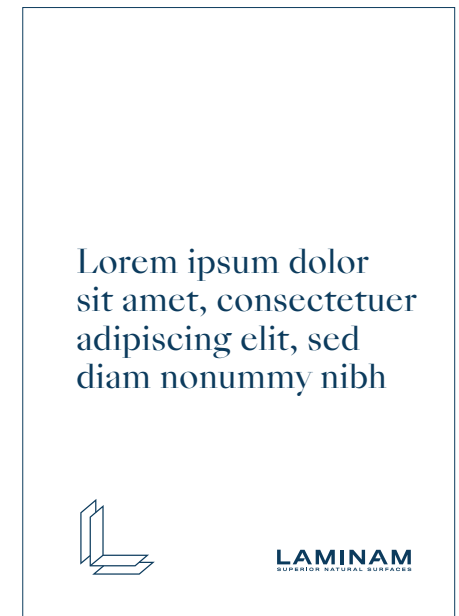 Lorem ipsum dolor
sit amet, consectetuer
adipiscing elit, sed
diam nonummy nibh
LAMINAM
SUPERIOR NATURAL SURFACES